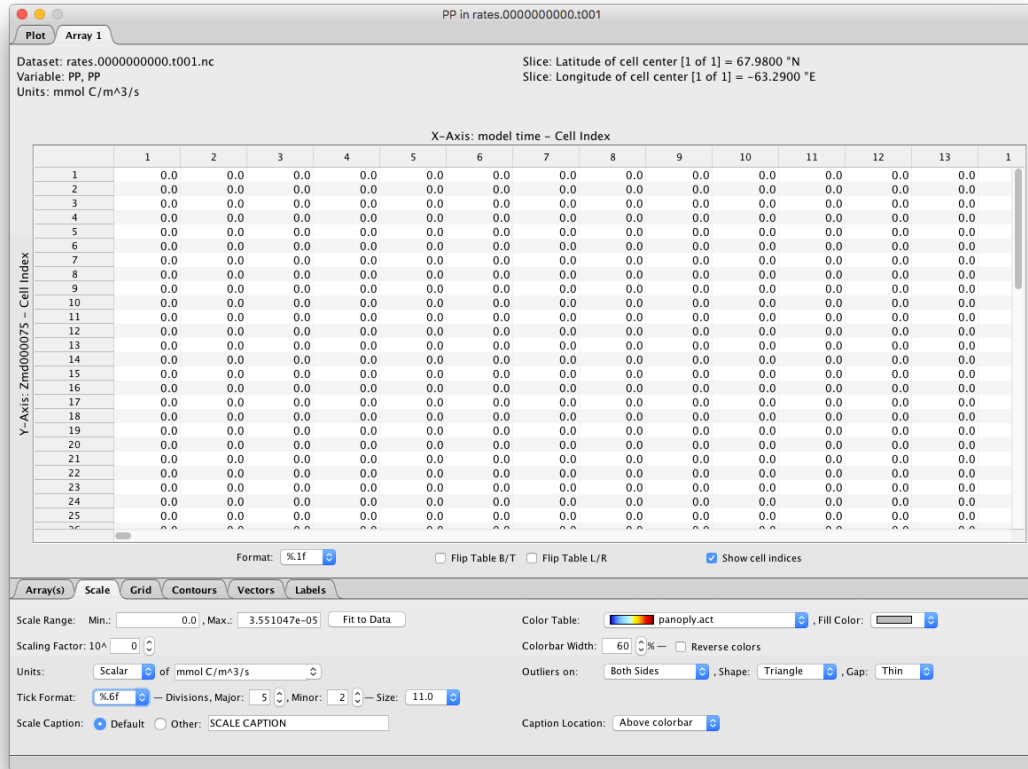 PP in rates.0000000000.t001
Plot Array 1
Dataset: rates.0000000000.t001.nc
Variable: PP, PP
Units: mmol C/m^3/s
Slice: Latitude of cell center [1 of 1] = 67.9800 °N
Slice: Longitude of cell center [1 of 1] = -63.2900 °E
X-Axis: model time – Cell Index
Y-Axis: Zmd000075 – Cell Index
1 2 3 4 5 6 7 8 9 10 11 12 13 1
1 0.0 0.0 0.0 0.0 0.0 0.0 0.0 0.0 0.0 0.0 0.0 0.0 0.0
2 0.0 0.0 0.0 0.0 0.0 0.0 0.0 0.0 0.0 0.0 0.0 0.0 0.0
3 0.0 0.0 0.0 0.0 0.0 0.0 0.0 0.0 0.0 0.0 0.0 0.0 0.0
4 0.0 0.0 0.0 0.0 0.0 0.0 0.0 0.0 0.0 0.0 0.0 0.0 0.0
5 0.0 0.0 0.0 0.0 0.0 0.0 0.0 0.0 0.0 0.0 0.0 0.0 0.0
6 0.0 0.0 0.0 0.0 0.0 0.0 0.0 0.0 0.0 0.0 0.0 0.0 0.0
7 0.0 0.0 0.0 0.0 0.0 0.0 0.0 0.0 0.0 0.0 0.0 0.0 0.0
8 0.0 0.0 0.0 0.0 0.0 0.0 0.0 0.0 0.0 0.0 0.0 0.0 0.0
9 0.0 0.0 0.0 0.0 0.0 0.0 0.0 0.0 0.0 0.0 0.0 0.0 0.0
10 0.0 0.0 0.0 0.0 0.0 0.0 0.0 0.0 0.0 0.0 0.0 0.0 0.0
11 0.0 0.0 0.0 0.0 0.0 0.0 0.0 0.0 0.0 0.0 0.0 0.0 0.0
12 0.0 0.0 0.0 0.0 0.0 0.0 0.0 0.0 0.0 0.0 0.0 0.0 0.0
13 0.0 0.0 0.0 0.0 0.0 0.0 0.0 0.0 0.0 0.0 0.0 0.0 0.0
14 0.0 0.0 0.0 0.0 0.0 0.0 0.0 0.0 0.0 0.0 0.0 0.0 0.0
15 0.0 0.0 0.0 0.0 0.0 0.0 0.0 0.0 0.0 0.0 0.0 0.0 0.0
16 0.0 0.0 0.0 0.0 0.0 0.0 0.0 0.0 0.0 0.0 0.0 0.0 0.0
17 0.0 0.0 0.0 0.0 0.0 0.0 0.0 0.0 0.0 0.0 0.0 0.0 0.0
18 0.0 0.0 0.0 0.0 0.0 0.0 0.0 0.0 0.0 0.0 0.0 0.0 0.0
19 0.0 0.0 0.0 0.0 0.0 0.0 0.0 0.0 0.0 0.0 0.0 0.0 0.0
20 0.0 0.0 0.0 0.0 0.0 0.0 0.0 0.0 0.0 0.0 0.0 0.0 0.0
21 0.0 0.0 0.0 0.0 0.0 0.0 0.0 0.0 0.0 0.0 0.0 0.0 0.0
22 0.0 0.0 0.0 0.0 0.0 0.0 0.0 0.0 0.0 0.0 0.0 0.0 0.0
23 0.0 0.0 0.0 0.0 0.0 0.0 0.0 0.0 0.0 0.0 0.0 0.0 0.0
24 0.0 0.0 0.0 0.0 0.0 0.0 0.0 0.0 0.0 0.0 0.0 0.0 0.0
25 0.0 0.0 0.0 0.0 0.0 0.0 0.0 0.0 0.0 0.0 0.0 0.0 0.0
Format: %.1f Flip Table B/T Flip Table L/R Show cell indices
Array(s) Scale Grid Contours Vectors Labels
Scale Range: Min.: 0.0 , Max.: 3.551047e-05 Fit to Data
Color Table: panoply.act , Fill Color:
Scaling Factor: 10^ 0
Colorbar Width: 60 % — Reverse colors
Units: Scalar of mmol C/m^3/s
Outliers on: Both Sides , Shape: Triangle , Gap: Thin
Tick Format: %.6f — Divisions, Major: 5 , Minor: 2 — Size: 11.0
Scale Caption: Default Other: SCALE CAPTION
Caption Location: Above colorbar